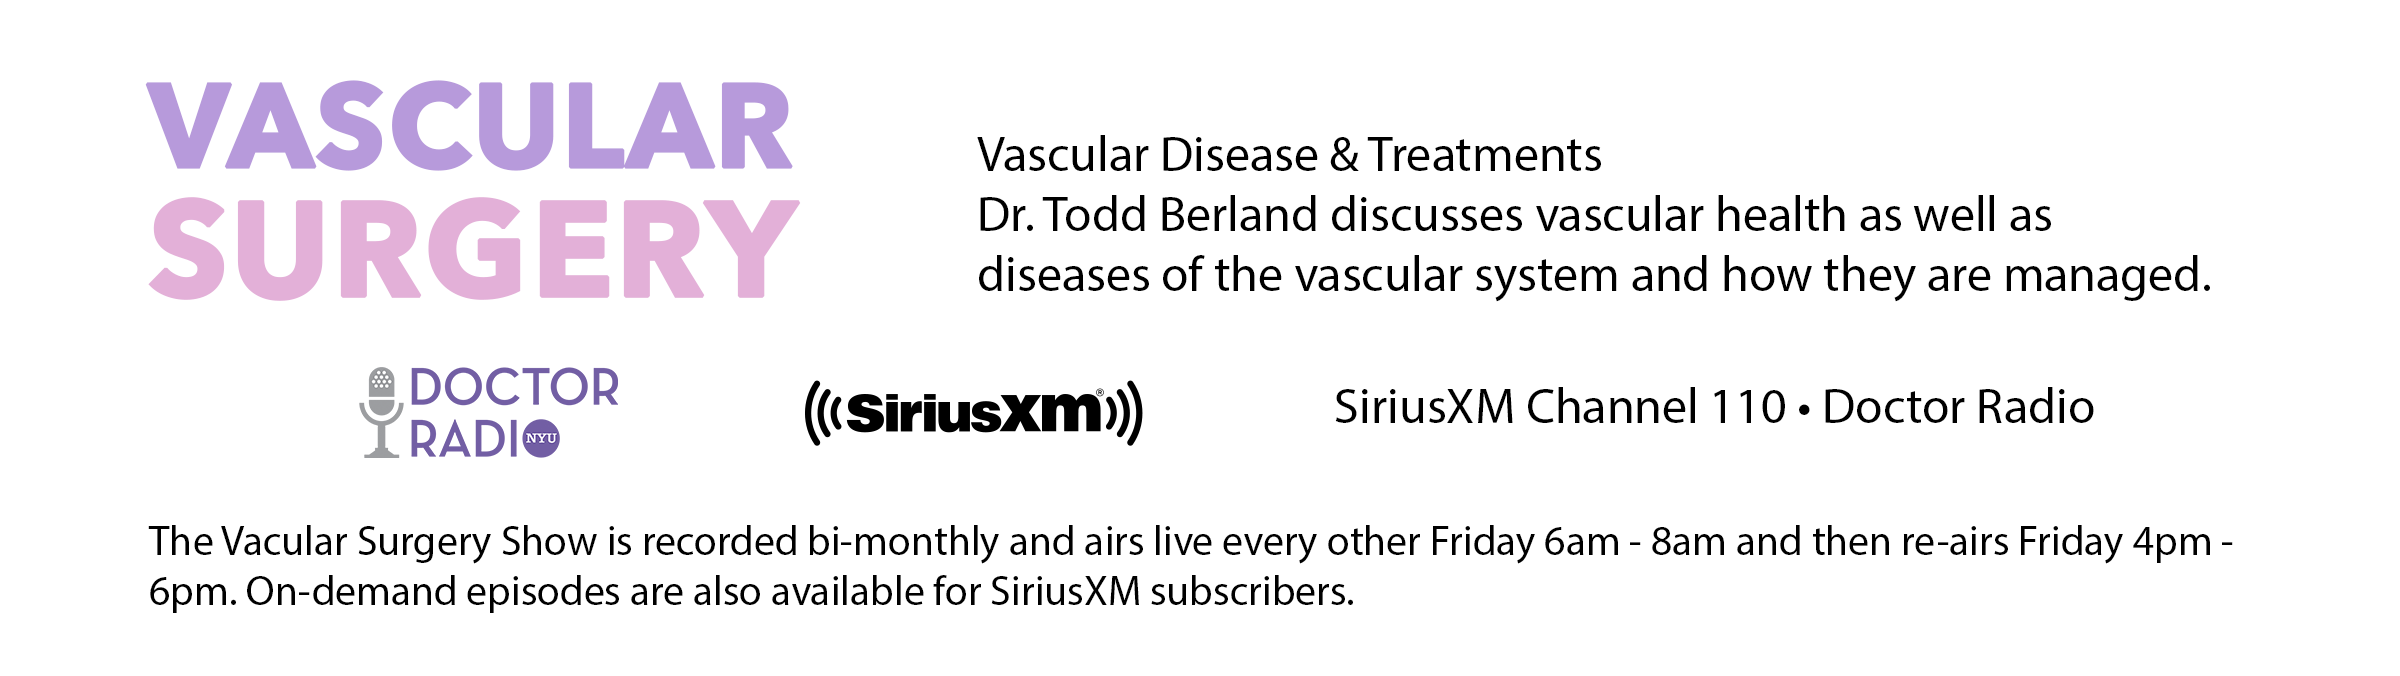 VASCULAR
SURGERY
Vascular Disease & Treatments
Dr. Todd Berland discusses vascular health as well as
diseases of the vascular system and how they are managed.
DOCTOR
RADIO
NYU
SiriusXM®
SiriusXM Channel 110 • Doctor Radio
The Vacular Surgery Show is recorded bi-monthly and airs live every other Friday 6am - 8am and then re-airs Friday 4pm -
6pm. On-demand episodes are also available for SiriusXM subscribers.